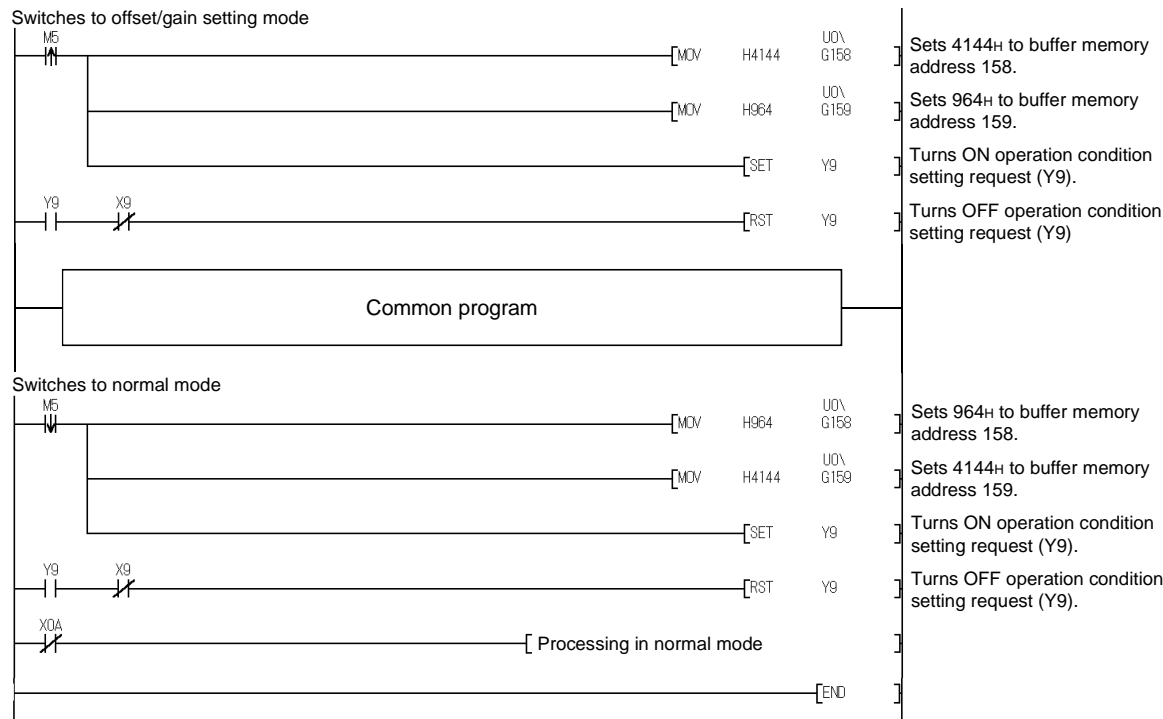 Switches to offset/gain setting mode
M5
MOV H4144 U0\ G158
Sets 4144H to buffer memory
address 158.
MOV H964 U0\ G159
Sets 964H to buffer memory
address 159.
SET Y9
Turns ON operation condition
setting request (Y9).
Y9 X9
RST Y9
Turns OFF operation condition
setting request (Y9)
Common program
Switches to normal mode
M5
MOV H964 U0\ G158
Sets 964H to buffer memory
address 158.
MOV H4144 U0\ G159
Sets 4144H to buffer memory
address 159.
SET Y9
Turns ON operation condition
setting request (Y9).
Y9 X9
RST Y9
Turns OFF operation condition
setting request (Y9).
X0A
Processing in normal mode
END